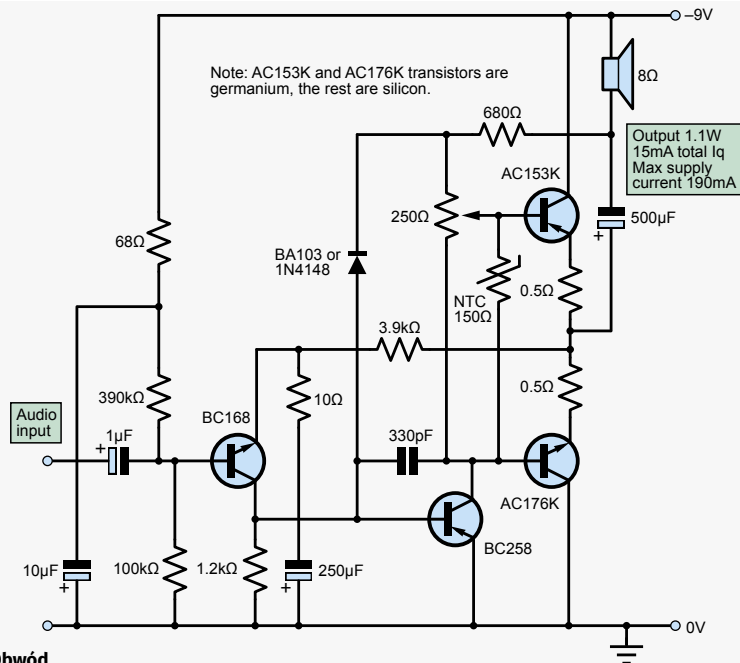 –9V
Note: AC153K and AC176K transistors are
germanium, the rest are silicon.
8Ω
680Ω
Output 1.1W
15mA total Iq
Max supply
current 190mA
AC153K
250Ω
500µF
+
68Ω
BA103 or
1N4148
NTC
150Ω
0.5Ω
3.9kΩ
390kΩ
10Ω
0.5Ω
Audio
input
BC168
1µF
+
330pF
AC176K
BC258
10µF
+
100kΩ
1.2kΩ
250µF
+
0V